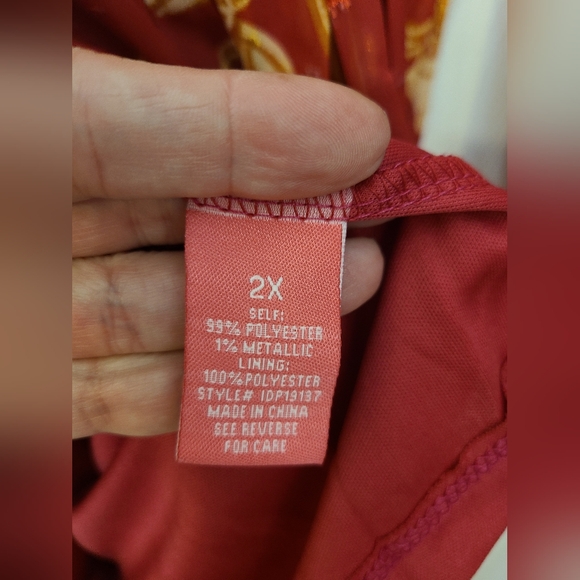 2X
SELF:
99% POLYESTER
1% METALLIC
LINING:
100% POLYESTER
STYLE# IDP19137
MADE IN CHINA
SEE REVERSE
FOR CARE